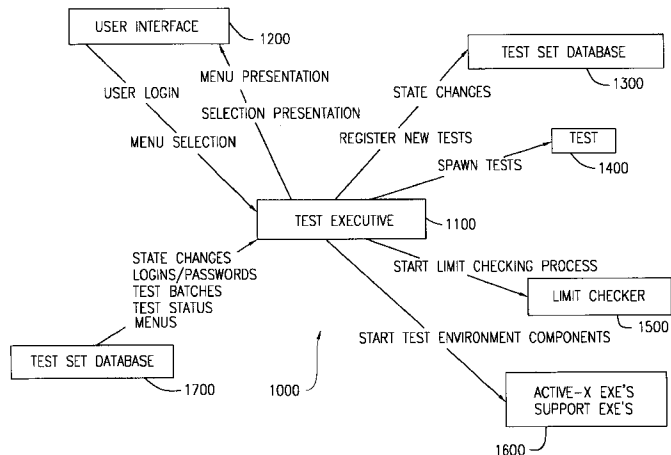 USER INTERFACE
1200
MENU PRESENTATION
USER LOGIN
SELECTION PRESENTATION
MENU SELECTION
TEST SET DATABASE
1300
STATE CHANGES
REGISTER NEW TESTS
TEST
1400
SPAWN TESTS
TEST EXECUTIVE
1100
STATE CHANGES
LOGINS/PASSWORDS
TEST BATCHES
TEST STATUS
MENUS
START LIMIT CHECKING PROCESS
LIMIT CHECKER
1500
START TEST ENVIRONMENT COMPONENTS
TEST SET DATABASE
1700
1000
ACTIVE-X EXE'S
SUPPORT EXE'S
1600